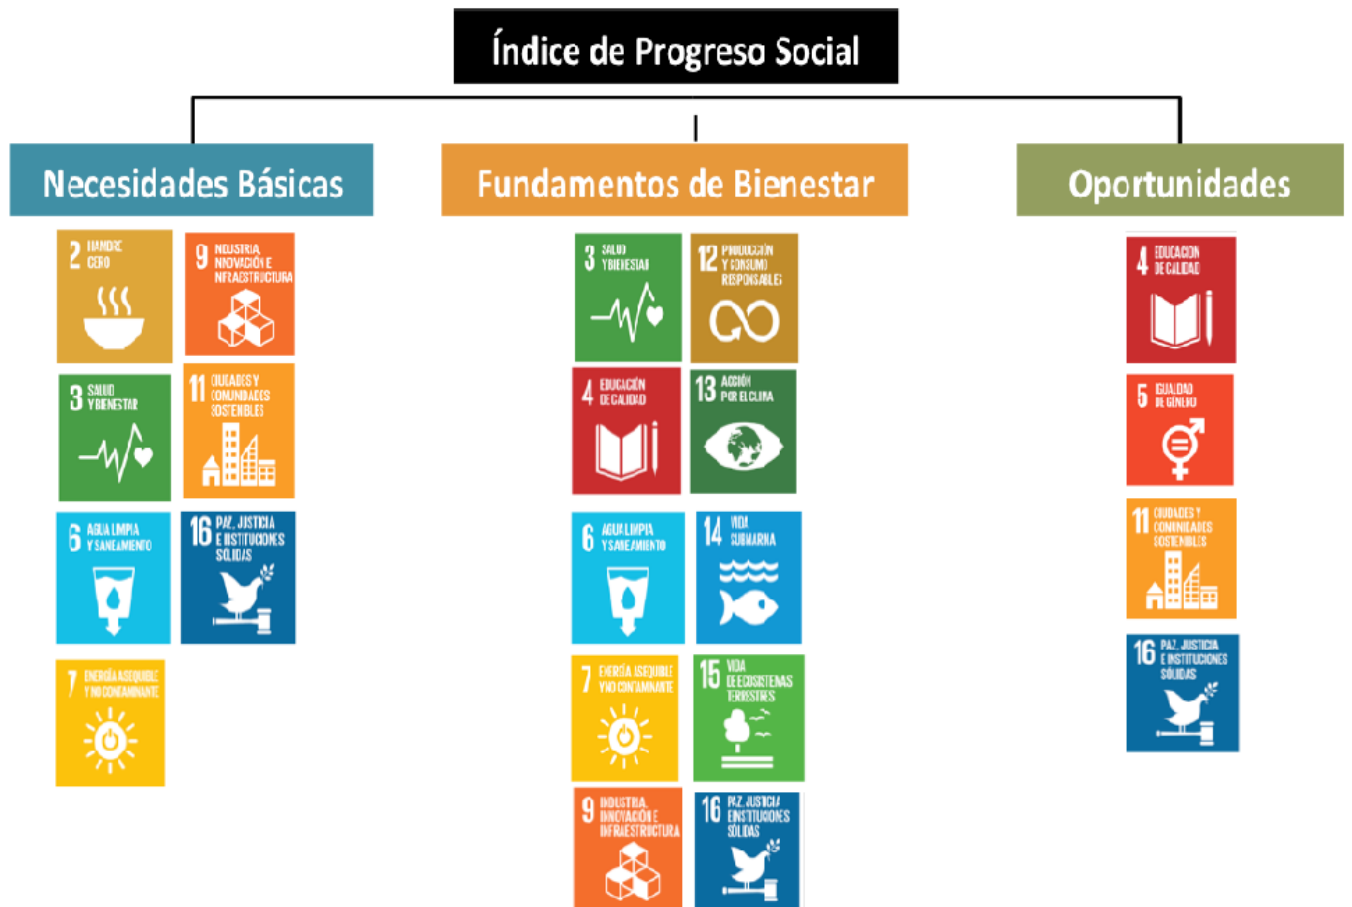 Índice de Progreso Social
Necesidades Básicas
Fundamentos de Bienestar
Oportunidades
2 HAMBRE
CERO
9 INDUSTRIA,
INNOVACIÓN E
INFRAESTRUCTURA
3 SALUD
Y BIENESTAR
11 CIUDADES Y
COMUNIDADES
SOSTENIBLES
6 AGUA LIMPIA
Y SANEAMIENTO
16 PAZ, JUSTICIA
E INSTITUCIONES
SÓLIDAS
7 ENERGÍA ASEQUIBLE
Y NO CONTAMINANTE
3 SALUD
Y BIENESTAR
12 PRODUCCIÓN
Y CONSUMO
RESPONSABLES
4 EDUCACIÓN
DE CALIDAD
13 ACCIÓN
POR EL CLIMA
6 AGUA LIMPIA
Y SANEAMIENTO
14 VIDA
SUBMARINA
7 ENERGÍA ASEQUIBLE
Y NO CONTAMINANTE
15 VIDA
DE ECOSISTEMAS
TERRESTRES
9 INDUSTRIA,
INNOVACIÓN E
INFRAESTRUCTURA
16 PAZ, JUSTICIA
E INSTITUCIONES
SÓLIDAS
4 EDUCACIÓN
DE CALIDAD
5 IGUALDAD
DE GÉNERO
11 CIUDADES Y
COMUNIDADES
SOSTENIBLES
16 PAZ, JUSTICIA
E INSTITUCIONES
SÓLIDAS